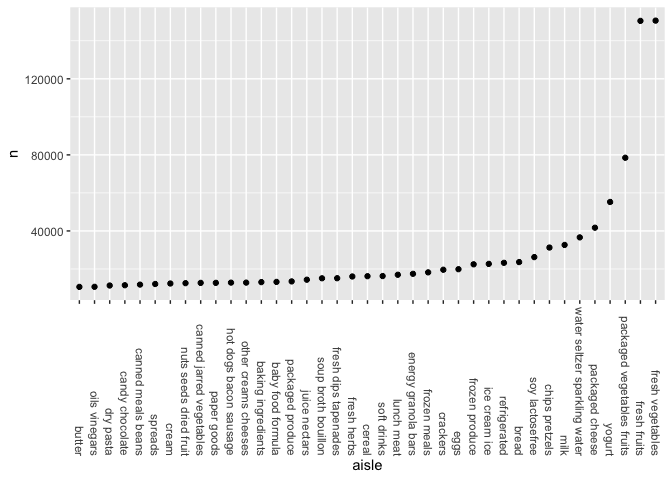 120000
80000
40000
n
butter
oils vinegars
dry pasta
candy chocolate
canned meals beans
spreads
cream
nuts seeds dried fruit
canned jarred vegetables
paper goods
hot dogs bacon sausage
other creams cheeses
baking ingredients
baby food formula
packaged produce
juice nectars
soup broth bouillon
fresh dips tapenades
fresh herbs
cereal
soft drinks
lunch meat
energy granola bars
frozen meals
crackers
eggs
frozen produce
ice cream ice
refrigerated
bread
soy lactosefree
chips pretzels
milk
water seltzer sparkling water
packaged cheese
yogurt
packaged vegetables fruits
fresh fruits
fresh vegetables
aisle